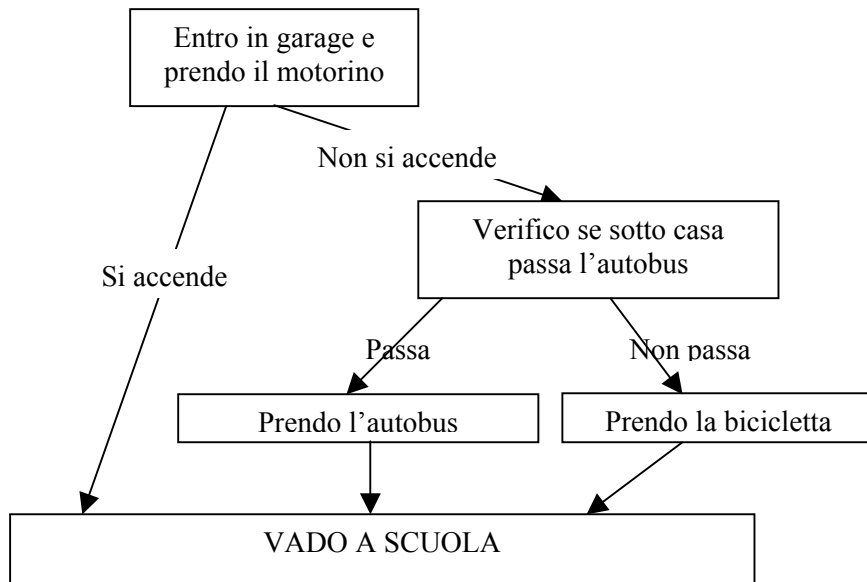 Entro in garage e
prendo il motorino
Non si accende
Verifico se sotto casa
passa l’autobus
Si accende
Passa
Non passa
Prendo l’autobus
Prendo la bicicletta
VADO A SCUOLA